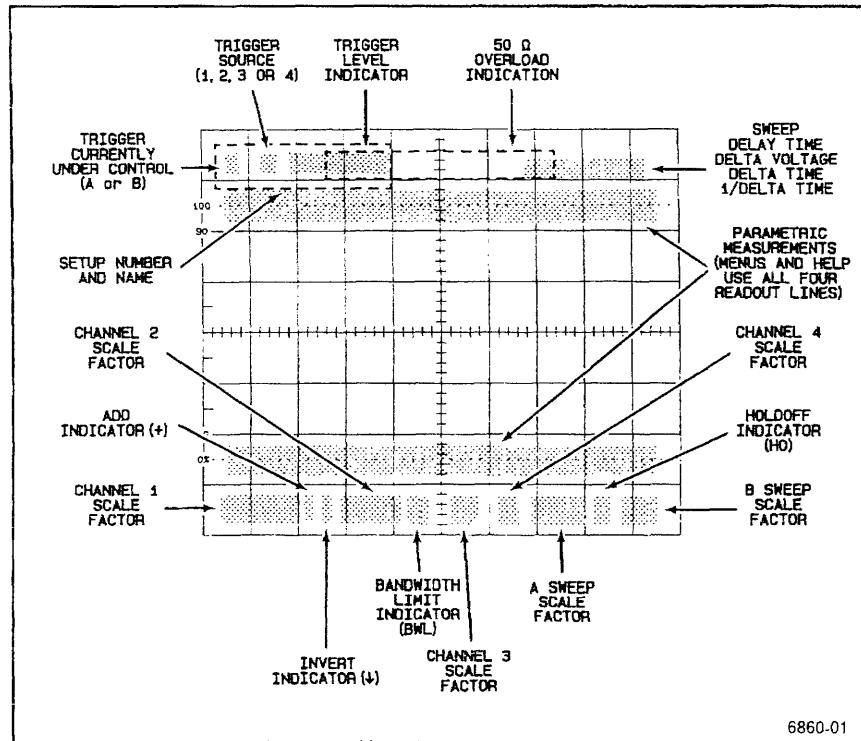 TRIGGER
SOURCE
(1, 2, 3 OR 4)
TRIGGER
LEVEL
INDICATOR
50 Ω
OVERLOAD
INDICATION
TRIGGER
CURRENTLY
UNDER CONTROL
(A or B)
SWEEP
DELAY TIME
DELTA VOLTAGE
DELTA TIME
1/DELTA TIME
100
90
SETUP NUMBER
AND NAME
PARAMETRIC
MEASUREMENTS
(MENUS AND HELP
USE ALL FOUR
READOUT LINES)
CHANNEL 2
SCALE
FACTOR
CHANNEL 4
SCALE
FACTOR
ADD
INDICATOR (+)
HOLDOFF
INDICATOR
(HO)
0%
CHANNEL 1
SCALE
FACTOR
B SWEEP
SCALE
FACTOR
BANDWIDTH
LIMIT
INDICATOR
(BWL)
A SWEEP
SCALE
FACTOR
INVERT
INDICATOR (↓)
CHANNEL 3
SCALE
FACTOR
6860-01